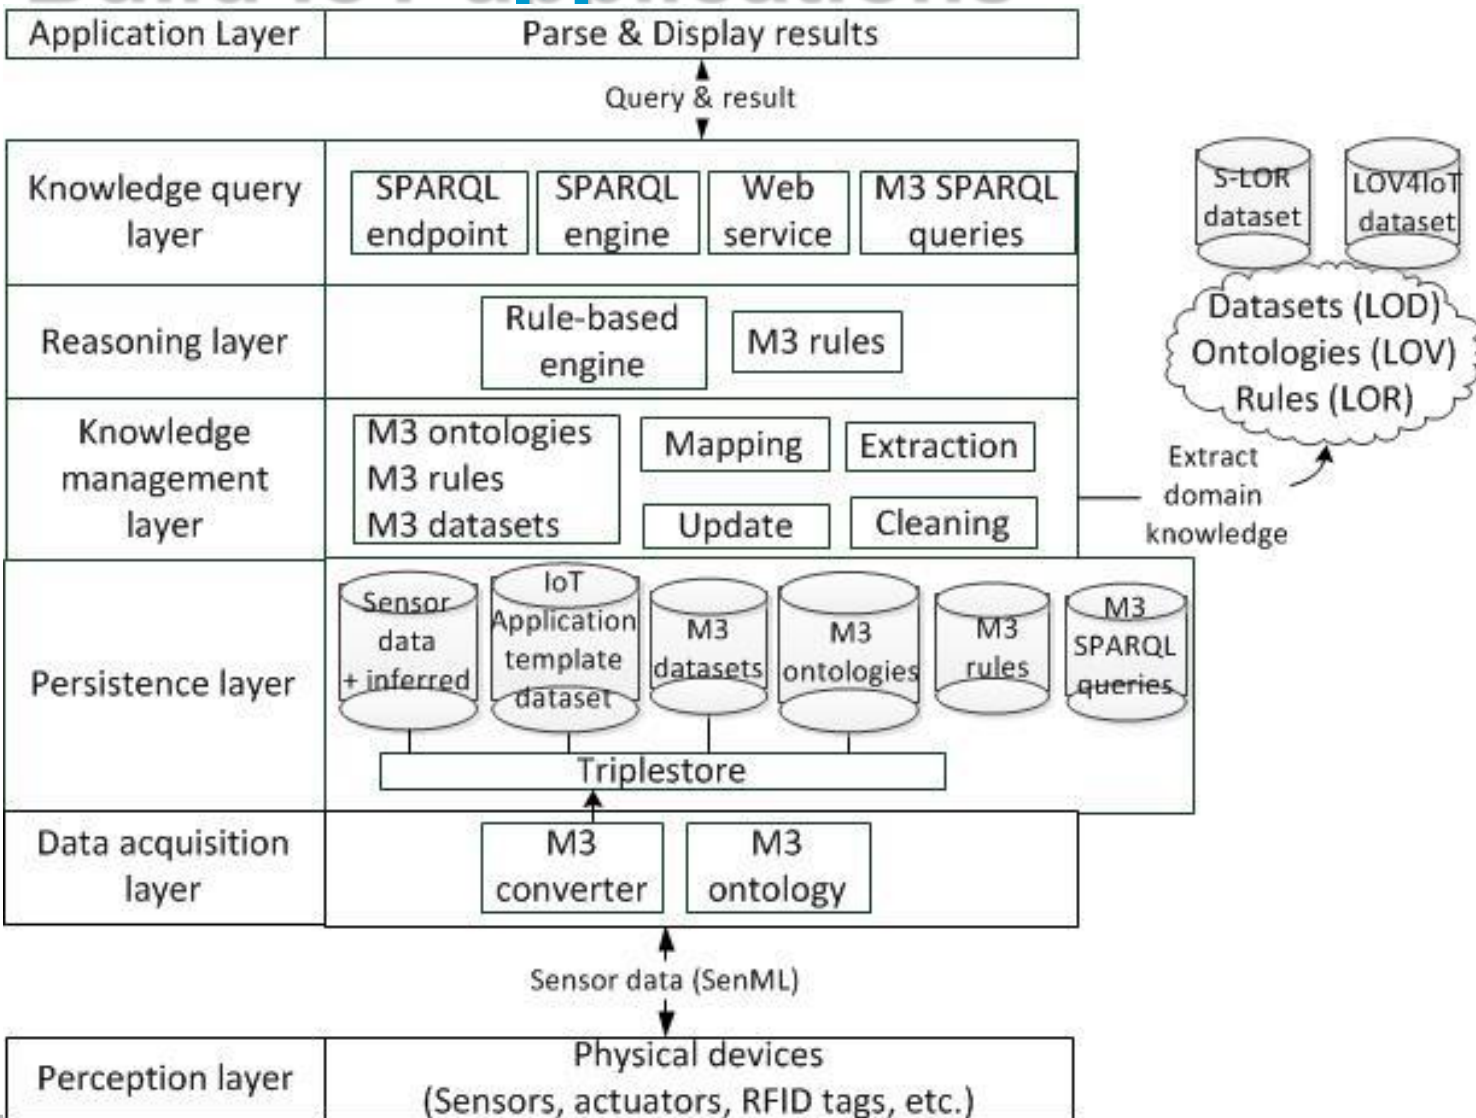 Application Layer
Parse & Display results
Query & result
Knowledge query
layer
SPARQL
endpoint
SPARQL
engine
Web
service
M3 SPARQL
queries
S-LOR
dataset
LOV4IoT
dataset
Datasets (LOD)
Ontologies (LOV)
Rules (LOR)
Reasoning layer
Rule-based
engine
M3 rules
Knowledge
management
layer
M3 ontologies
M3 rules
M3 datasets
Mapping
Extraction
Update
Cleaning
Extract
domain
knowledge
Persistence layer
Sensor
data
+ inferred
IoT
Application
template
dataset
M3
datasets
M3
ontologies
M3
rules
M3
SPARQL
queries
Triplestore
Data acquisition
layer
M3
converter
M3
ontology
Sensor data (SenML)
Perception layer
Physical devices
(Sensors, actuators, RFID tags, etc.)